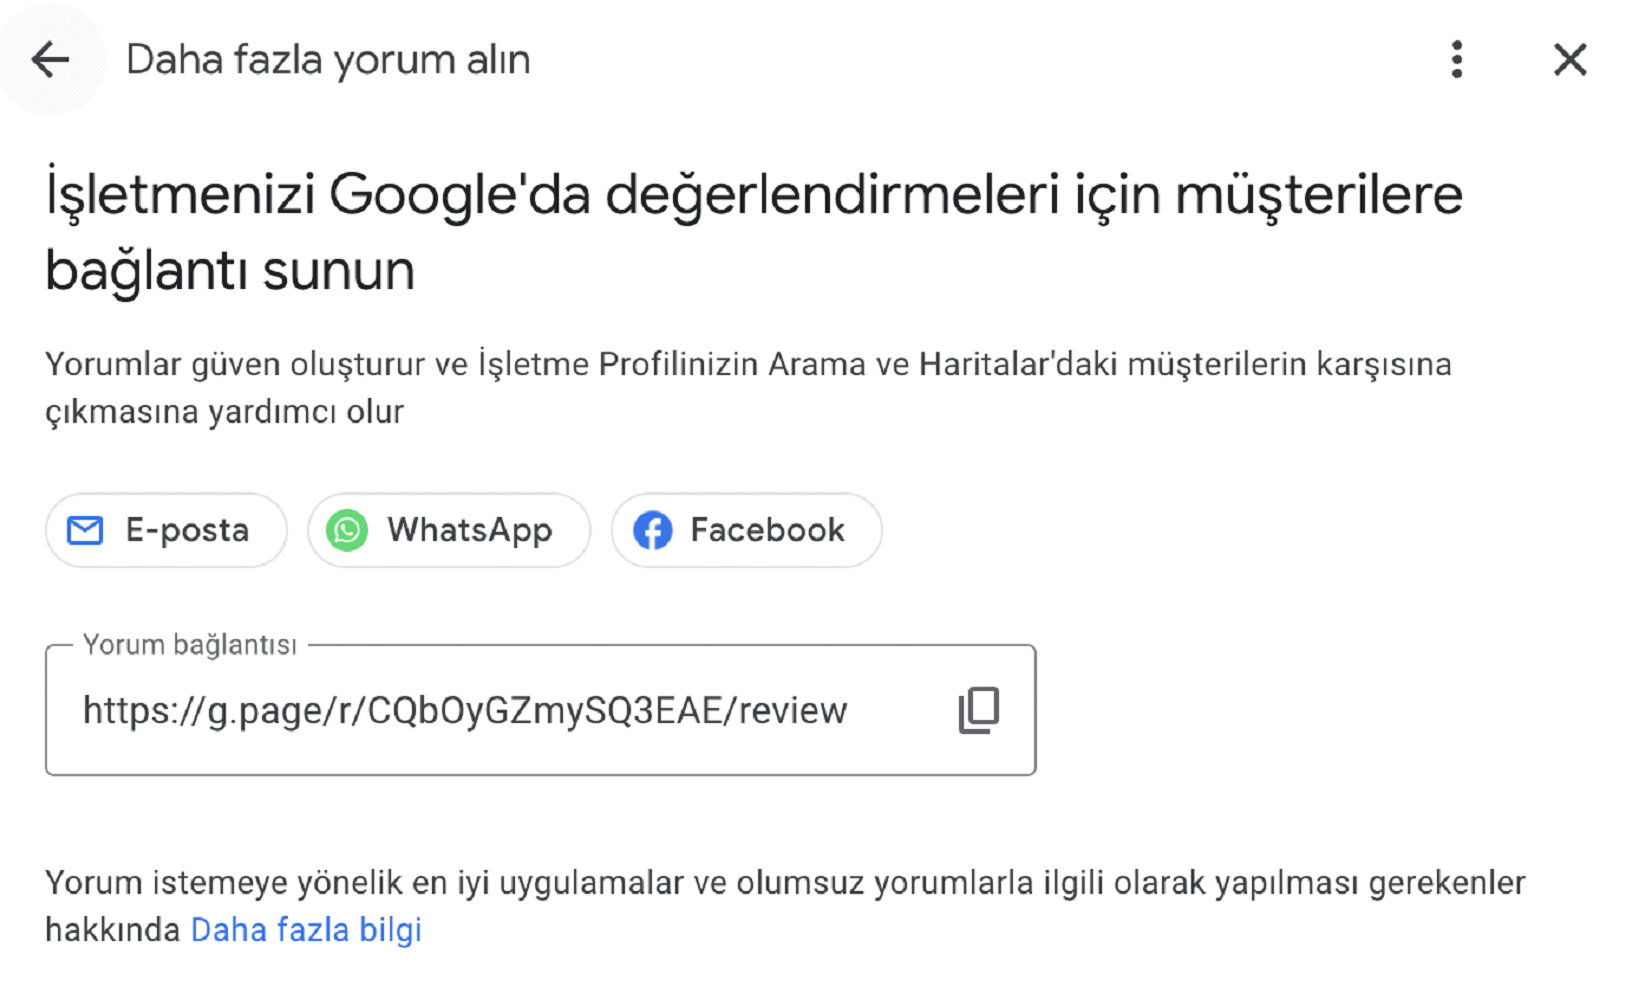 Daha fazla yorum alın
İşletmenizi Google'da değerlendirmeleri için müşterilere
bağlantı sunun
Yorumlar güven oluşturur ve İşletme Profilinizin Arama ve Haritalar'daki müşterilerin karşısına
çıkmasına yardımcı olur
E-posta WhatsApp Facebook
Yorum bağlantısı
https://g.page/r/CQbOyGZmySQ3EAE/review
Yorum istemeye yönelik en iyi uygulamalar ve olumsuz yorumlarla ilgili olarak yapılması gerekenler
hakkında Daha fazla bilgi